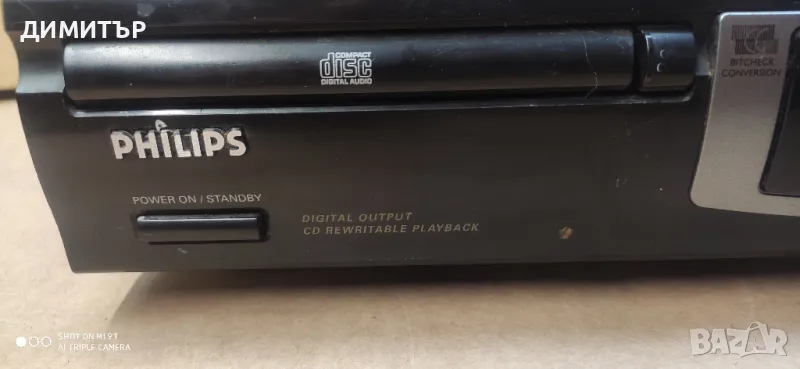 ДИМИТЪР
COMPACT
disc
DIGITAL AUDIO
BITCHECK
CONVERSION
PHILIPS
POWER ON / STANDBY
DIGITAL OUTPUT
CD REWRITABLE PLAYBACK
SHOT ON MI 9T
AI TRIPLE CAMERA
BAZAR